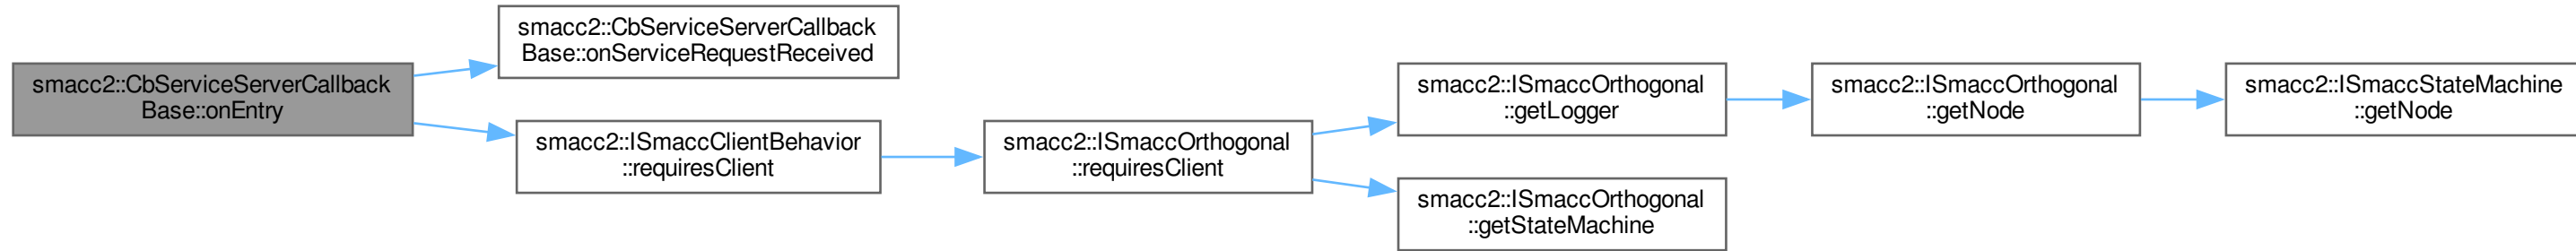 smacc2::CbServiceServerCallback
Base::onEntry
smacc2::CbServiceServerCallback
Base::onServiceRequestReceived
smacc2::ISmaccClientBehavior
::requiresClient
smacc2::ISmaccOrthogonal
::requiresClient
smacc2::ISmaccOrthogonal
::getLogger
smacc2::ISmaccOrthogonal
::getNode
smacc2::ISmaccStateMachine
::getNode
smacc2::ISmaccOrthogonal
::getStateMachine